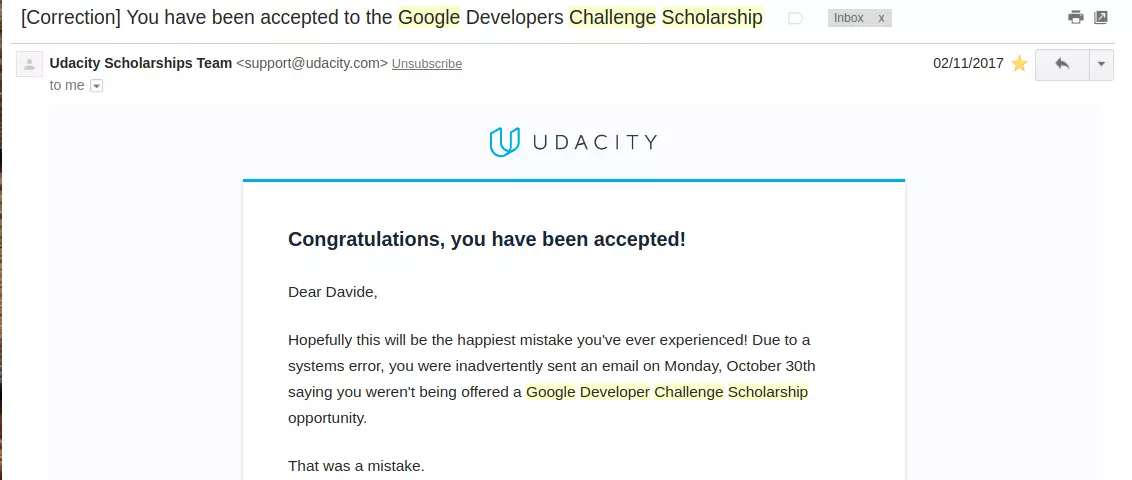 [Correction] You have been accepted to the Google Developers Challenge Scholarship Inbox x
Udacity Scholarships Team <support@udacity.com> Unsubscribe 02/11/2017
to me
UDACITY
Congratulations, you have been accepted!
Dear Davide,
Hopefully this will be the happiest mistake you've ever experienced! Due to a
systems error, you were inadvertently sent an email on Monday, October 30th
saying you weren't being offered a Google Developer Challenge Scholarship
opportunity.
That was a mistake.